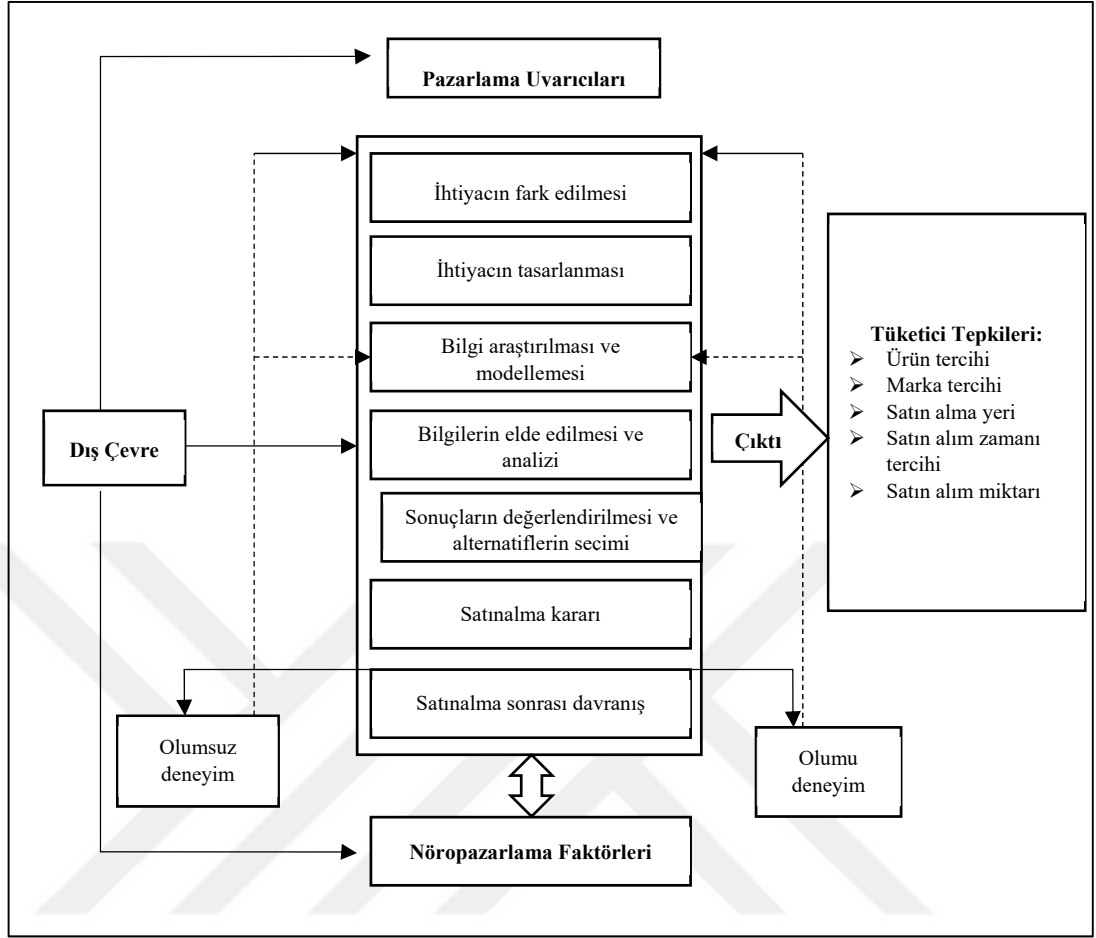 Pazarlama Uvarıcıları
İhtiyacın fark edilmesi
İhtiyacın tasarlanması
Bilgi araştırılması ve
modellemesi
Bilgilerin elde edilmesi ve
analizi
Sonuçların değerlendirilmesi ve
alternatiflerin secimi
Satınalma kararı
Satınalma sonrası davranış
Dış Çevre
Çıktı
Tüketici Tepkileri:
➢ Ürün tercihi
➢ Marka tercihi
➢ Satın alma yeri
➢ Satın alım zamanı
tercihi
➢ Satın alım miktarı
Olumsuz
deneyim
Olumu
deneyim
Nöropazarlama Faktörleri